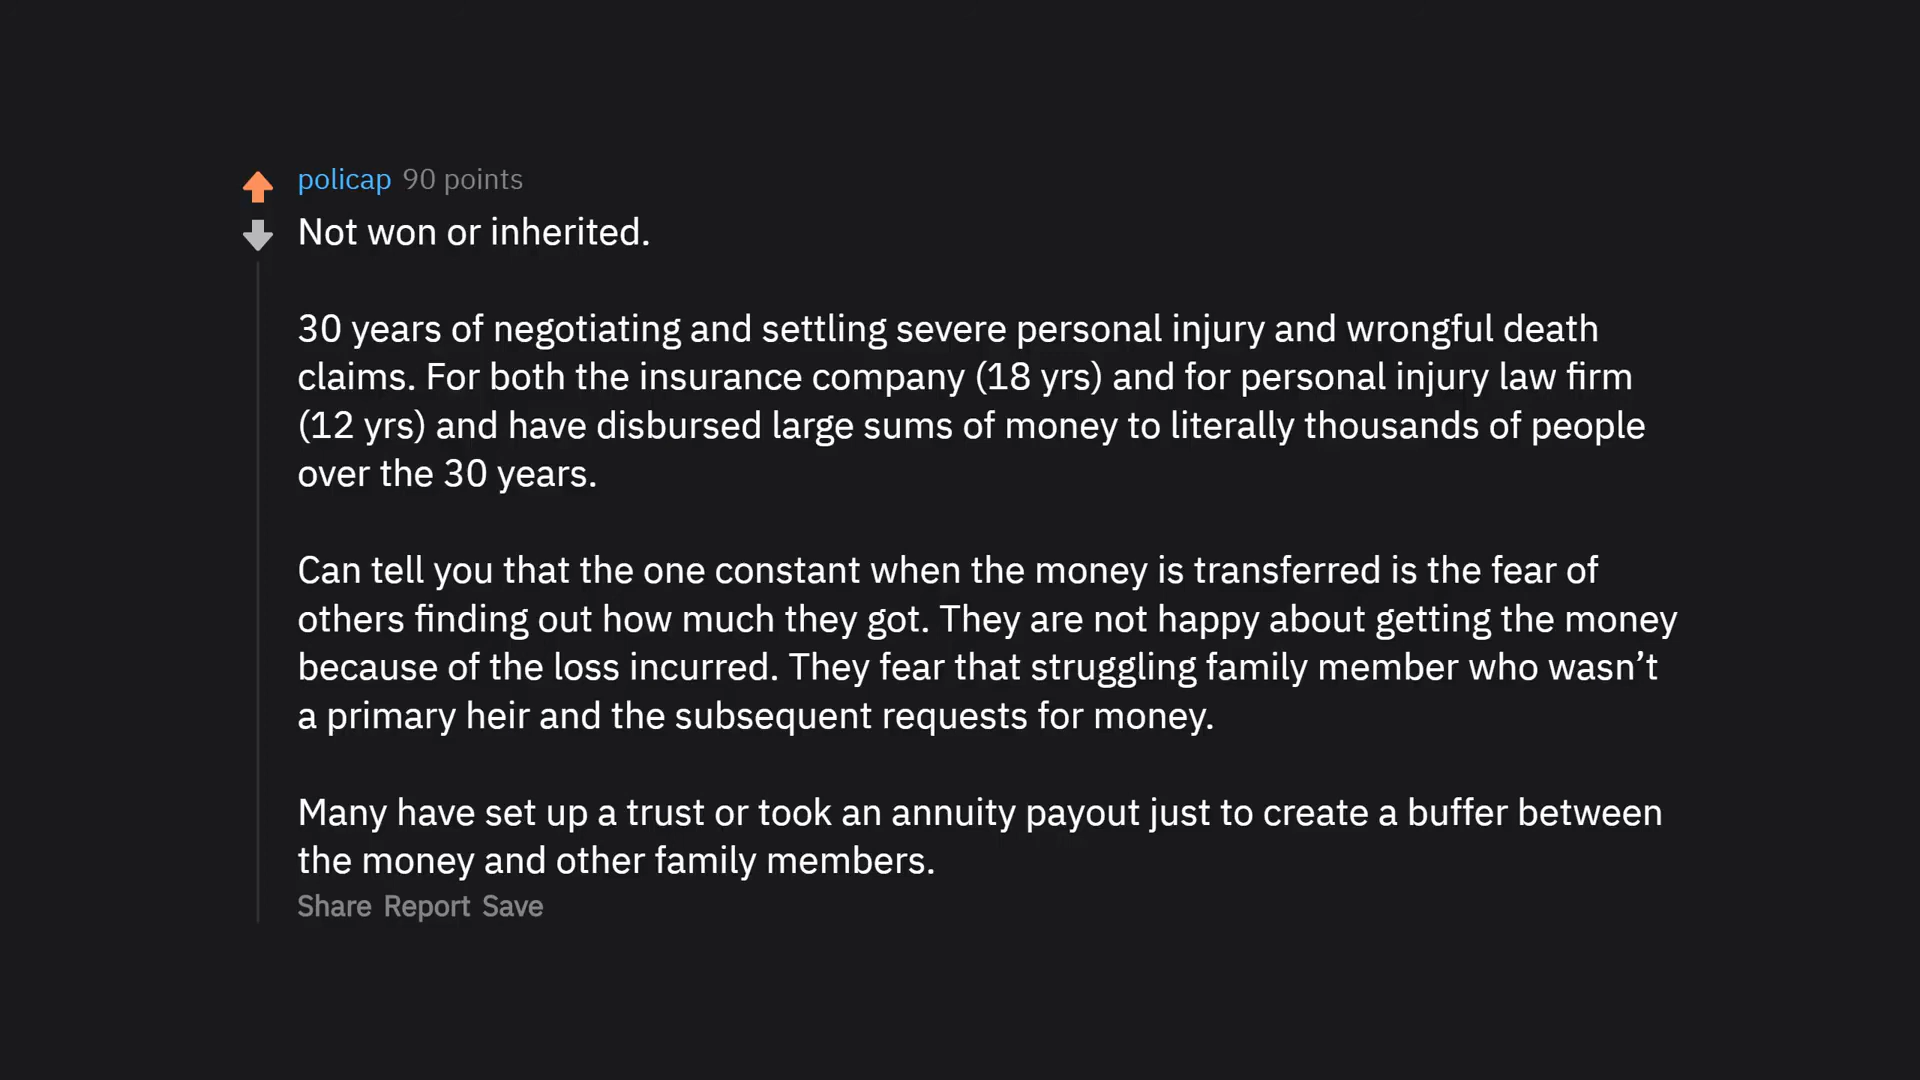 policap 90 points
Not won or inherited.
30 years of negotiating and settling severe personal injury and wrongful death
claims. For both the insurance company (18 yrs) and for personal injury law firm
(12 yrs) and have disbursed large sums of money to literally thousands of people
over the 30 years.
Can tell you that the one constant when the money is transferred is the fear of
others finding out how much they got. They are not happy about getting the money
because of the loss incurred. They fear that struggling family member who wasn’t
a primary heir and the subsequent requests for money.
Many have set up a trust or took an annuity payout just to create a buffer between
the money and other family members.
Share Report Save